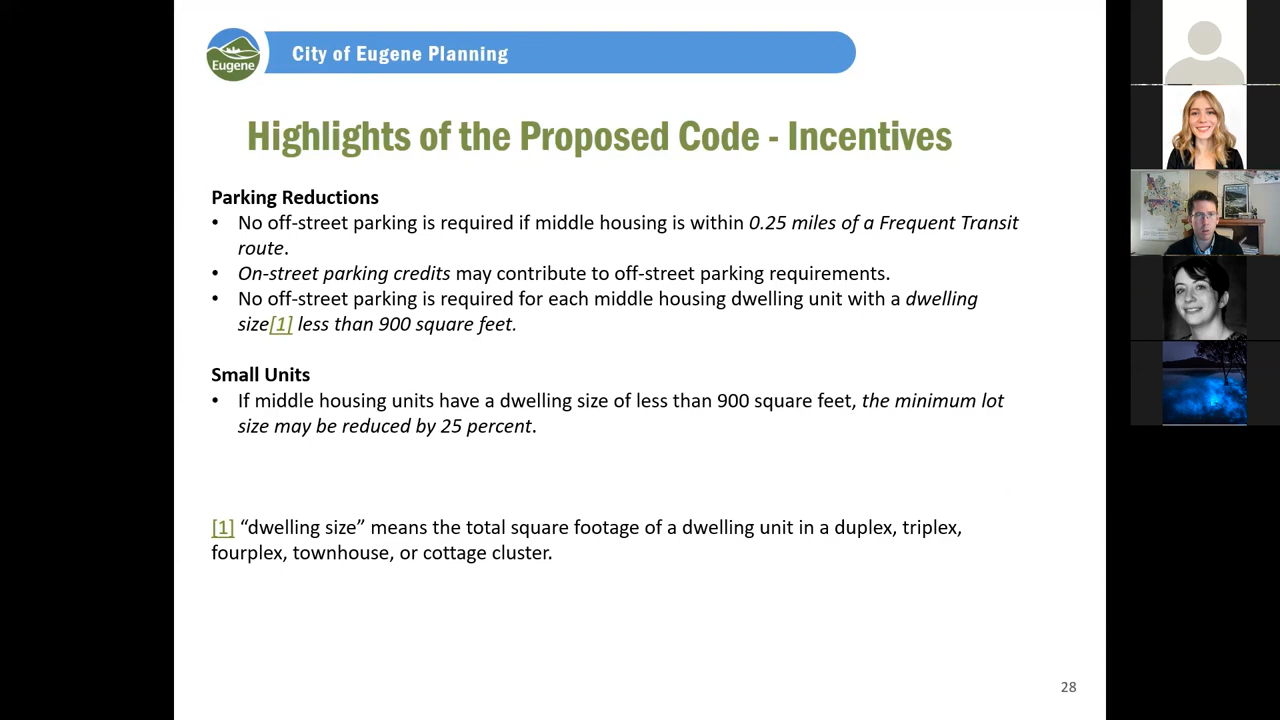 Eugene
City of Eugene Planning
Highlights of the Proposed Code - Incentives
Parking Reductions
• No off-street parking is required if middle housing is within 0.25 miles of a Frequent Transit
route.
• On-street parking credits may contribute to off-street parking requirements.
• No off-street parking is required for each middle housing dwelling unit with a dwelling
size[1] less than 900 square feet.
Small Units
• If middle housing units have a dwelling size of less than 900 square feet, the minimum lot
size may be reduced by 25 percent.
[1] “dwelling size” means the total square footage of a dwelling unit in a duplex, triplex,
fourplex, townhouse, or cottage cluster.
28